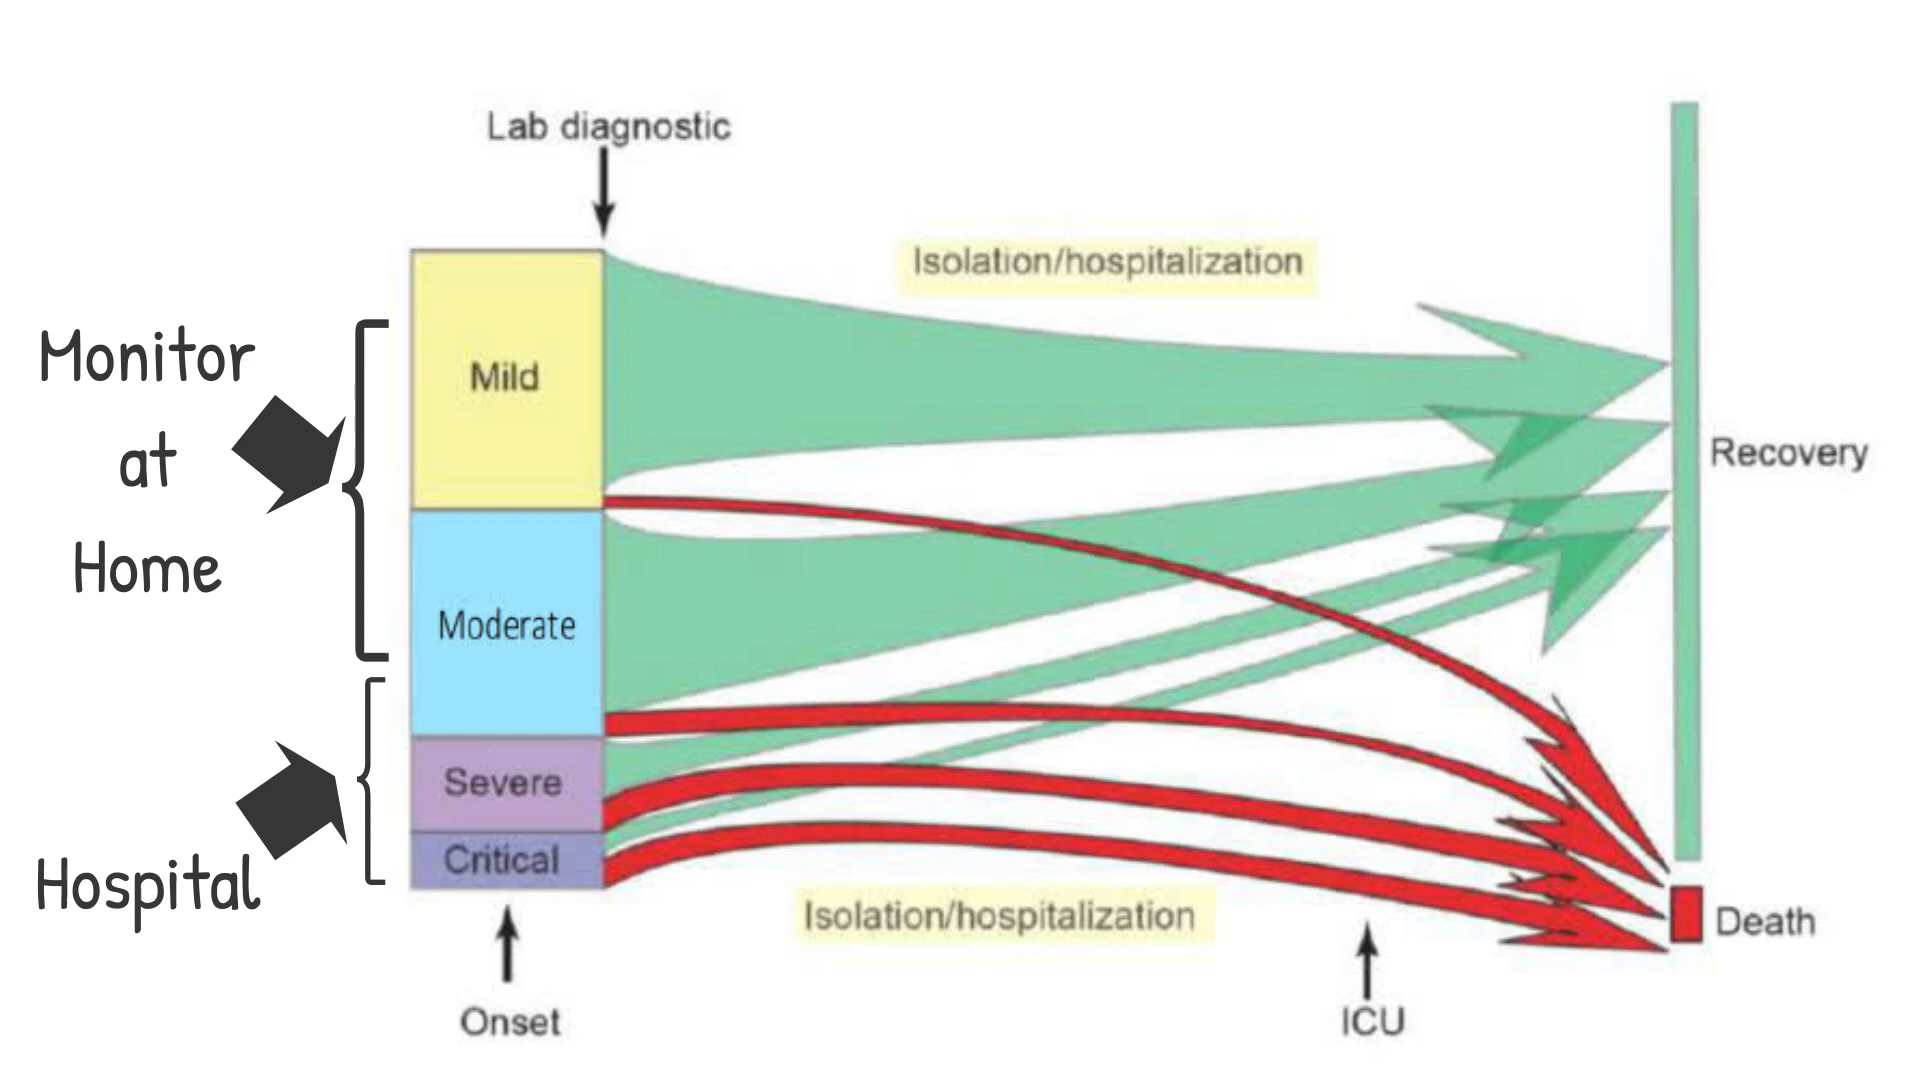 Lab diagnostic
Isolation/hospitalization
Monitor
at
Home
Mild
Moderate
Severe
Critical
Hospital
Recovery
Death
Isolation/hospitalization
Onset
ICU